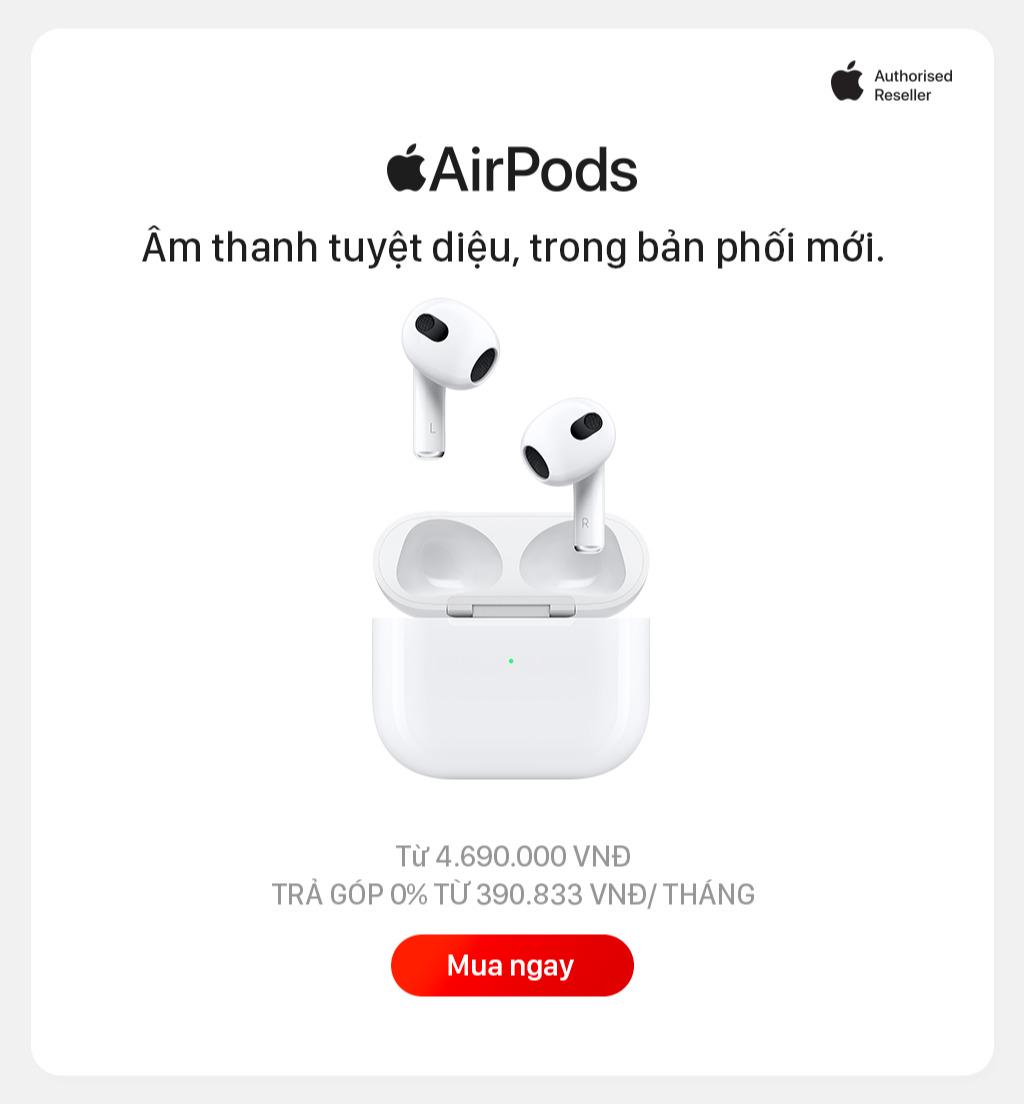 Authorised
Reseller
AirPods
Âm thanh tuyệt diệu, trong bản phối mới.
L
R
Từ 4.690.000 VNĐ
TRẢ GÓP 0% TỪ 390.833 VNĐ/ THÁNG
Mua ngay